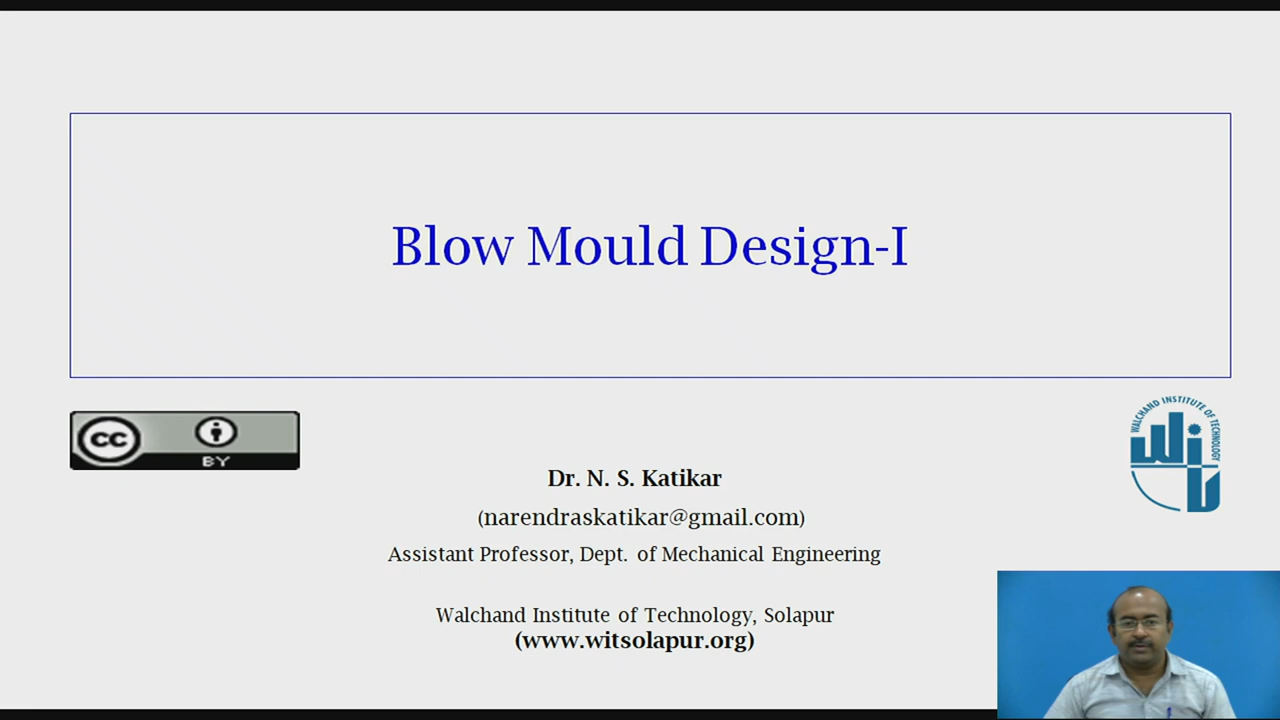 Blow Mould Design-I
CC
BY
WALCHAND INSTITUTE OF TECHNOLOGY
wit
Dr. N. S. Katikar
(narendraskatikar@gmail.com)
Assistant Professor, Dept. of Mechanical Engineering
Walchand Institute of Technology, Solapur
(www.witsolapur.org)